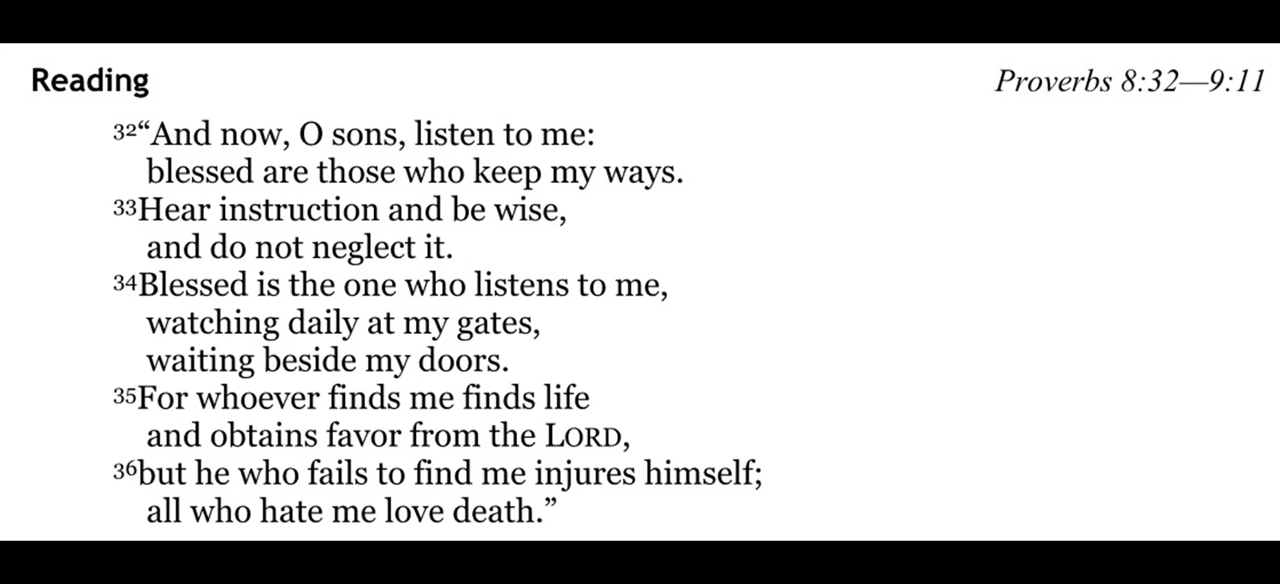 Reading
Proverbs 8:32—9:11
32“And now, O sons, listen to me:
blessed are those who keep my ways.
33Hear instruction and be wise,
and do not neglect it.
34Blessed is the one who listens to me,
watching daily at my gates,
waiting beside my doors.
35For whoever finds me finds life
and obtains favor from the LORD,
36but he who fails to find me injures himself;
all who hate me love death.”